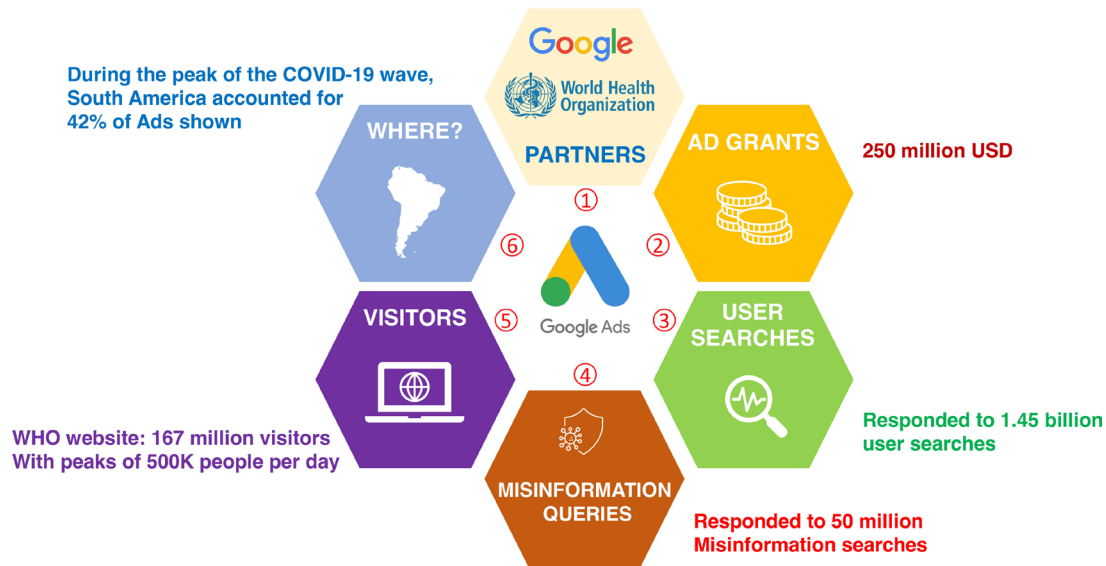 Google
World Health
Organization
PARTNERS
①
AD GRANTS
250 million USD
②
USER
SEARCHES
Responded to 1.45 billion
user searches
③
④
MISINFORMATION
QUERIES
Responded to 50 million
Misinformation searches
VISITORS
⑤
WHO website: 167 million visitors
With peaks of 500K people per day
During the peak of the COVID-19 wave,
South America accounted for
42% of Ads shown
WHERE?
⑥
Google Ads